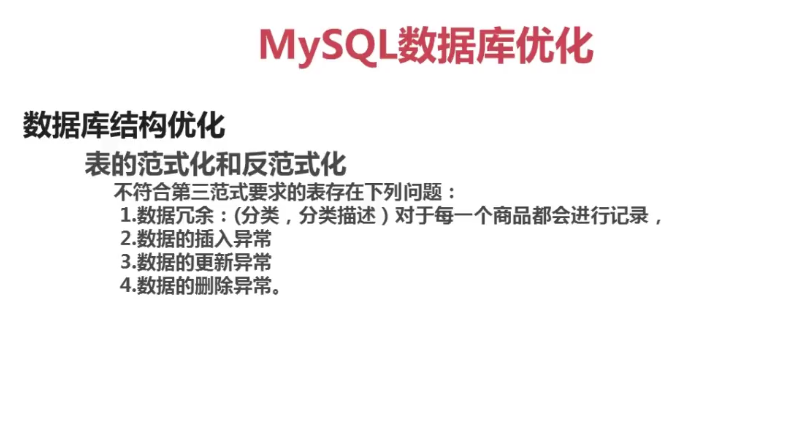 MySQL数据库优化
数据库结构优化
表的范式化和反范式化
不符合第三范式要求的表存在下列问题：
1.数据冗余：(分类，分类描述）对于每一个商品都会进行记录，
2.数据的插入异常
3.数据的更新异常
4.数据的删除异常。